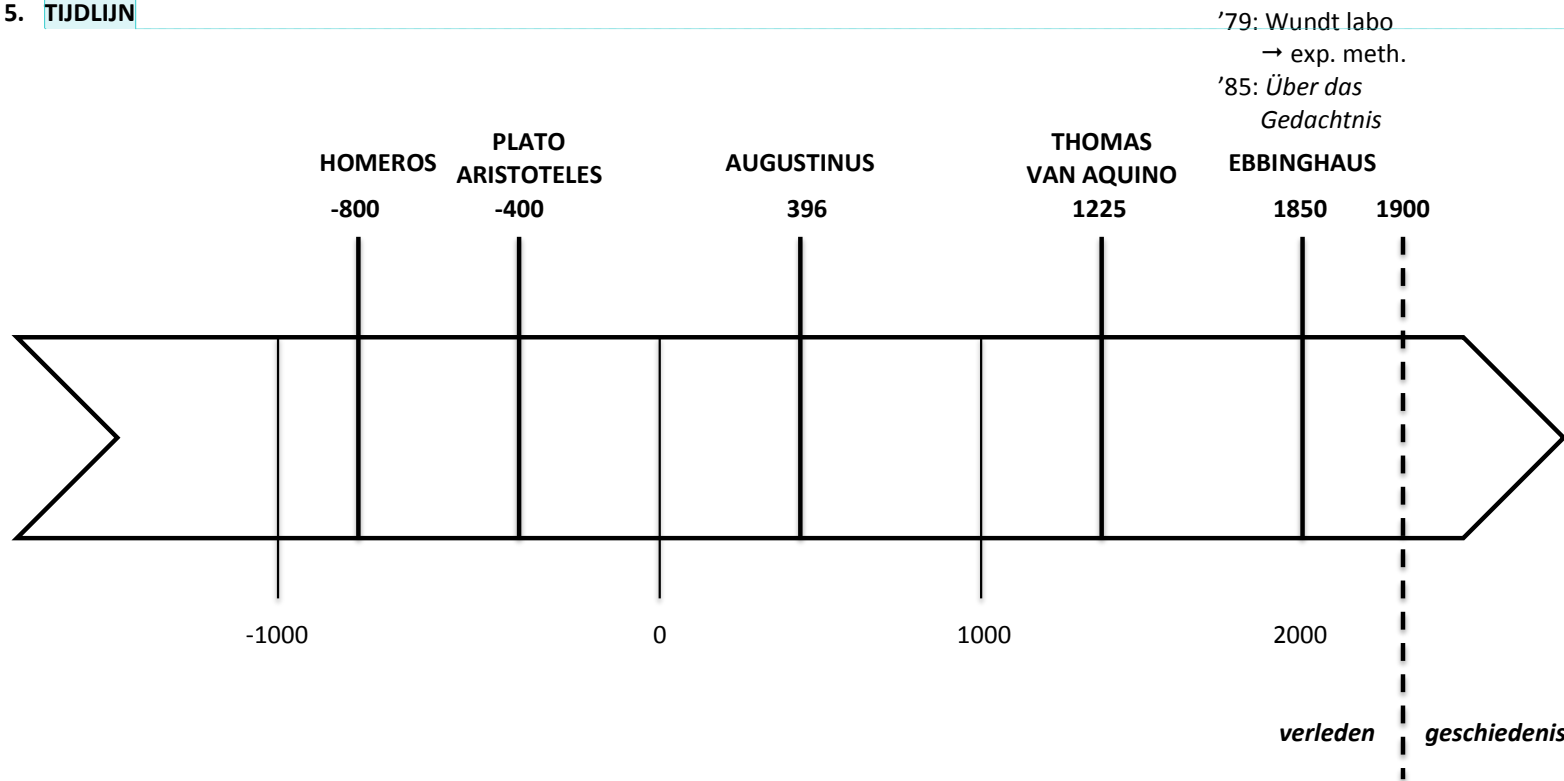 5. TIJDLIJN
’79: Wundt labo
→ exp. meth.
’85: Über das
Gedachtnis
HOMEROS
-800
PLATO
ARISTOTELES
-400
AUGUSTINUS
396
THOMAS
VAN AQUINO
1225
EBBINGHAUS
1850
1900
-1000
0
1000
2000
verleden
geschiedenis